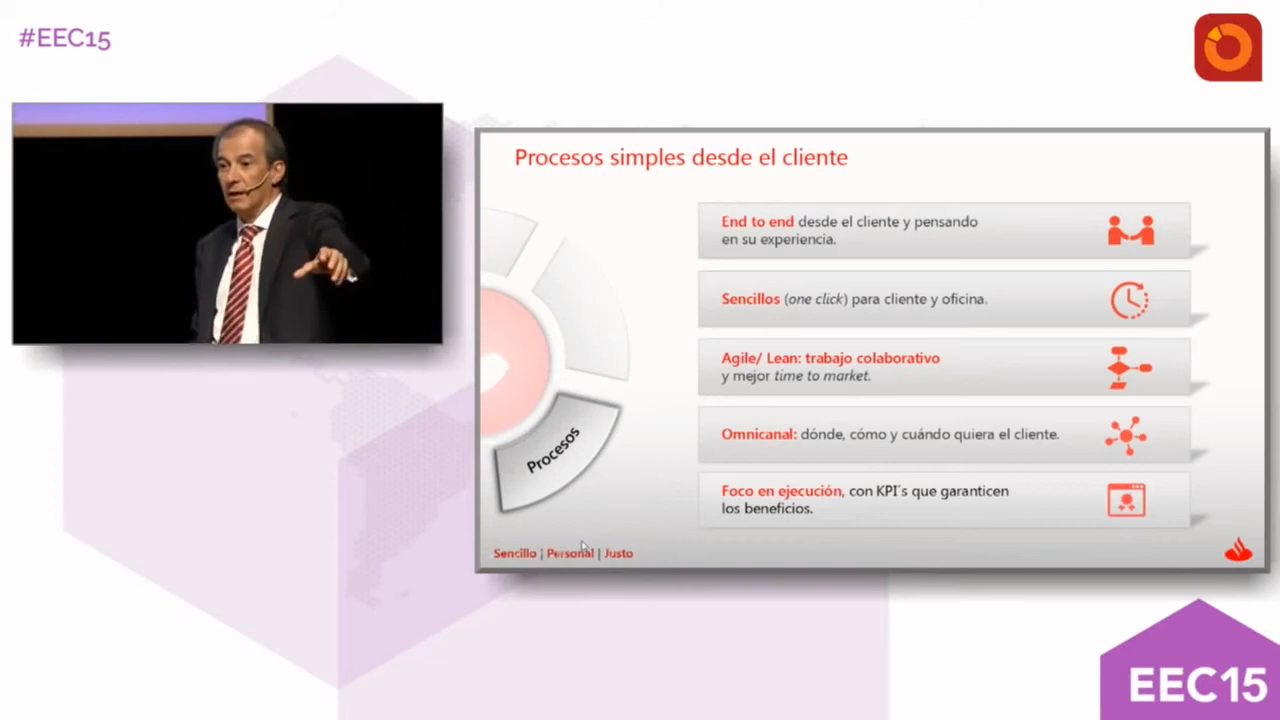 #EEC15
Procesos simples desde el cliente
End to end desde el cliente y pensando
en su experiencia.
Sencillos (one click) para cliente y oficina.
Agile/ Lean: trabajo colaborativo
y mejor time to market.
Omnicanal: dónde, cómo y cuándo quiera el cliente.
Foco en ejecución, con KPI´s que garanticen
los beneficios.
Procesos
Sencillo | Personal | Justo
EEC15